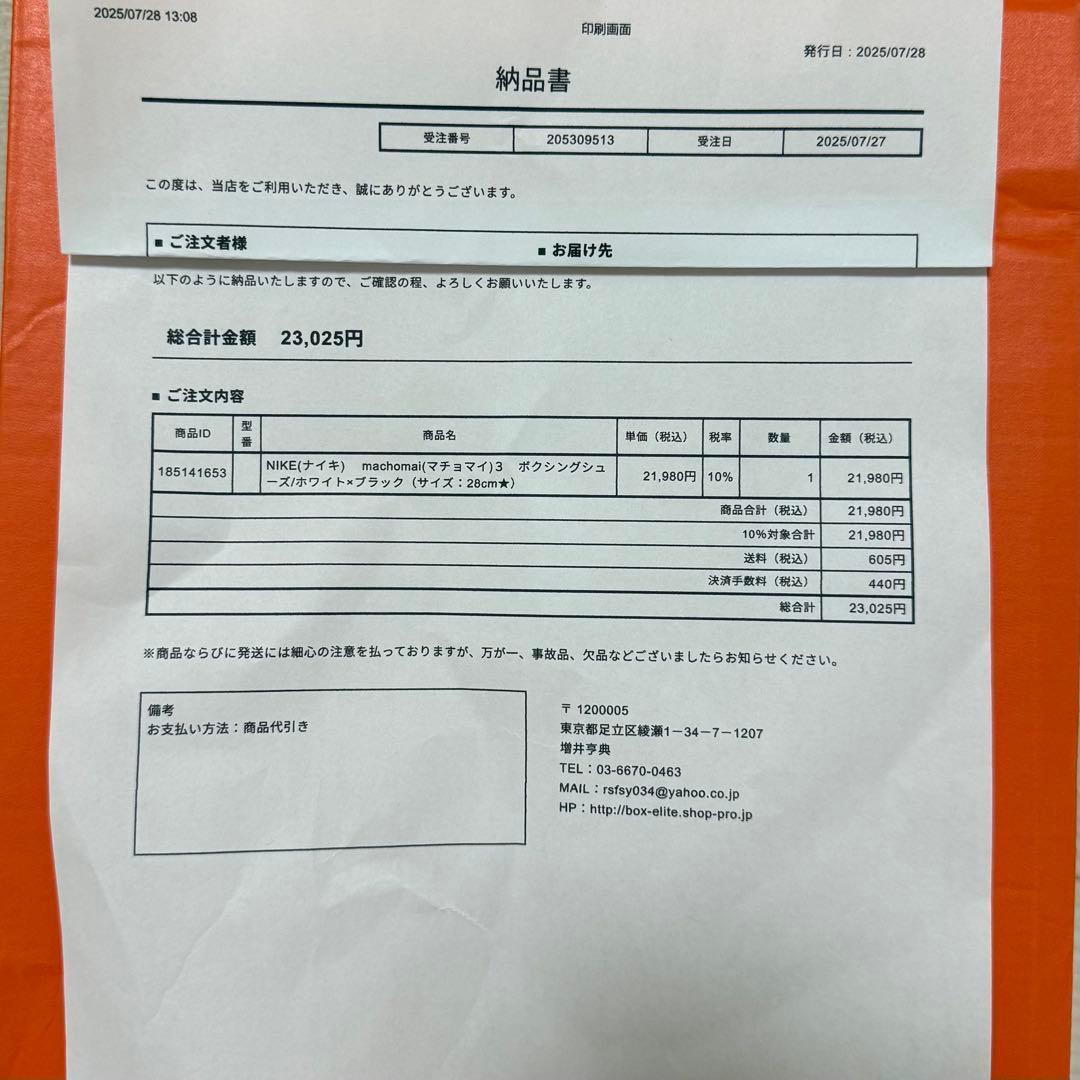 2025/07/28 13:08
印刷画面
発行日：2025/07/28
納品書
受注番号 205309513 受注日 2025/07/27
この度は、当店をご利用いただき、誠にありがとうございます。
■ ご注文者様 ■ お届け先
以下のように納品いたしますので、ご確認の程、よろしくお願いいたします。
総合計金額 23,025円
■ ご注文内容
商品ID 型番 商品名 単価（税込） 税率 数量 金額（税込）
185141653 NIKE(ナイキ)　machomai(マチョマイ)３　ボクシングシュ
ーズ/ホワイト×ブラック（サイズ：28cm★） 21,980円 10% 1 21,980円
商品合計（税込） 21,980円
10%対象合計 21,980円
送料（税込） 605円
決済手数料（税込） 440円
総合計 23,025円
※商品ならびに発送には細心の注意を払っておりますが、万が一、事故品、欠品などございましたらお知らせください。
備考
お支払い方法：商品代引き
〒 1200005
東京都足立区綾瀬1－34－7－1207
増井亨典
TEL：03-6670-0463
MAIL：rsfsy034@yahoo.co.jp
HP：http://box-elite.shop-pro.jp